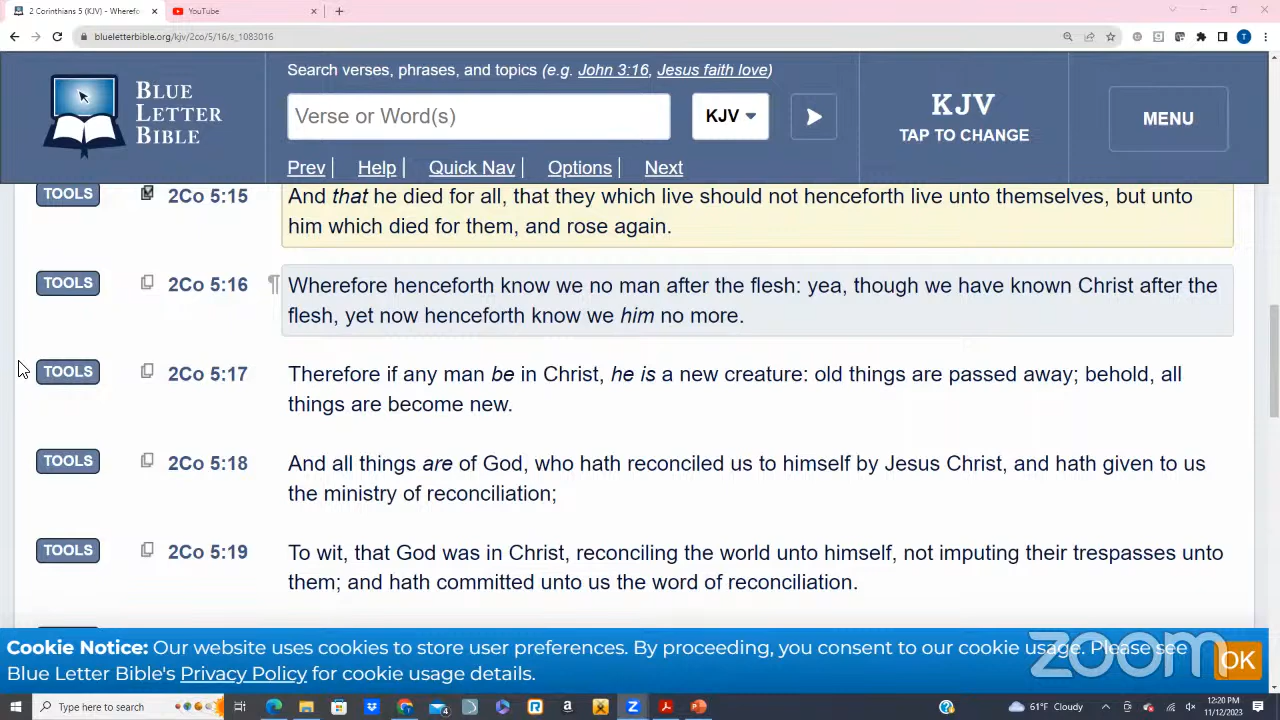 2 Corinthians 5 (KJV) - Wherefo
YouTube
blueletterbible.org/kjv/2co/5/16/s_1083016
Search verses, phrases, and topics (e.g. John 3:16, Jesus faith love)
BLUE
LETTER
BIBLE
Verse or Word(s)
KJV
KJV
TAP TO CHANGE
MENU
Prev | Help | Quick Nav | Options | Next
TOOLS 2Co 5:15 And that he died for all, that they which live should not henceforth live unto themselves, but unto
him which died for them, and rose again.
TOOLS 2Co 5:16 ¶ Wherefore henceforth know we no man after the flesh: yea, though we have known Christ after the
flesh, yet now henceforth know we him no more.
TOOLS 2Co 5:17 Therefore if any man be in Christ, he is a new creature: old things are passed away; behold, all
things are become new.
TOOLS 2Co 5:18 And all things are of God, who hath reconciled us to himself by Jesus Christ, and hath given to us
the ministry of reconciliation;
TOOLS 2Co 5:19 To wit, that God was in Christ, reconciling the world unto himself, not imputing their trespasses unto
them; and hath committed unto us the word of reconciliation.
Cookie Notice: Our website uses cookies to store user preferences. By proceeding, you consent to our cookie usage. Please see
Blue Letter Bible's Privacy Policy for cookie usage details.
OK
zoom
Type here to search
61°F Cloudy
12:20 PM
11/12/2023